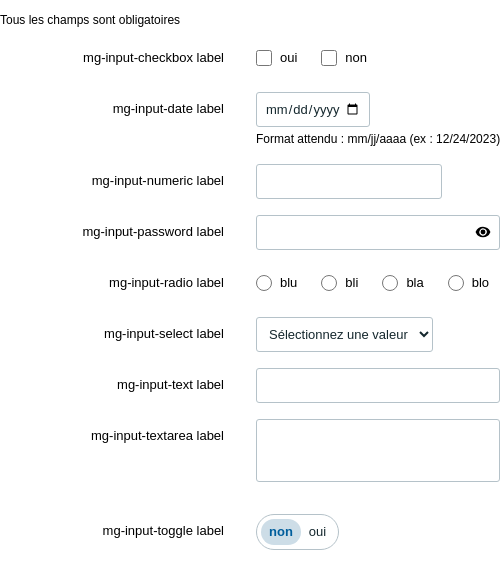 Tous les champs sont obligatoires
mg-input-checkbox label oui non
mg-input-date label mm/dd/yyyy
Format attendu : mm/jj/aaaa (ex : 12/24/2023)
mg-input-numeric label
mg-input-password label
mg-input-radio label blu bli bla blo
mg-input-select label Sélectionnez une valeur
mg-input-text label
mg-input-textarea label
mg-input-toggle label non oui